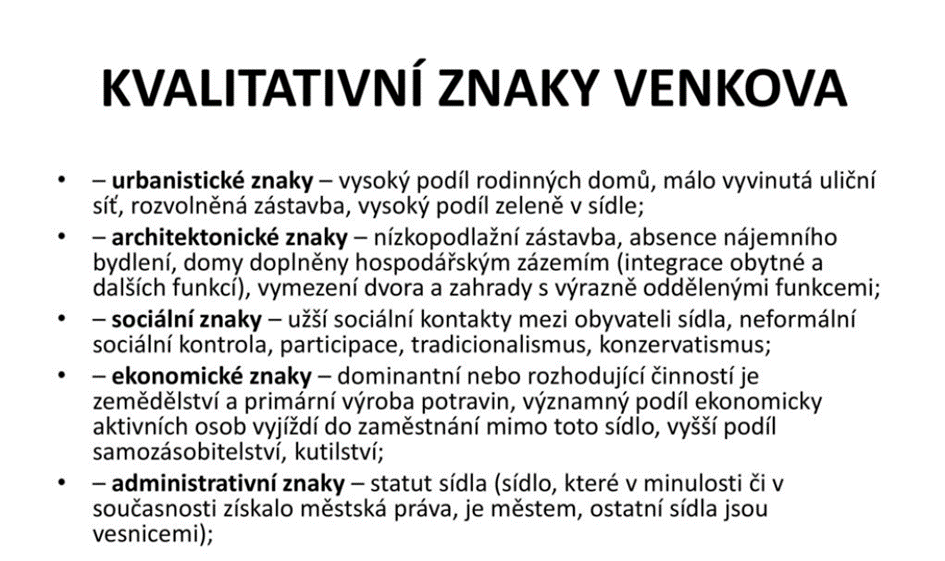 KVALITATIVNÍ ZNAKY VENKOVA
• – urbanistické znaky – vysoký podíl rodinných domů, málo vyvinutá uliční
síť, rozvolněná zástavba, vysoký podíl zeleně v sídle;
• – architektonické znaky – nízkopodlažní zástavba, absence nájemního
bydlení, domy doplněny hospodářským zázemím (integrace obytné a
dalších funkcí), vymezení dvora a zahrady s výrazně oddělenými funkcemi;
• – sociální znaky – užší sociální kontakty mezi obyvateli sídla, neformální
sociální kontrola, participace, tradicionalismus, konzervatismus;
• – ekonomické znaky – dominantní nebo rozhodující činností je
zemědělství a primární výroba potravin, významný podíl ekonomicky
aktivních osob vyjíždí do zaměstnání mimo toto sídlo, vyšší podíl
samozásobitelství, kutilství;
• – administrativní znaky – statut sídla (sídlo, které v minulosti či v
současnosti získalo městská práva, je městem, ostatní sídla jsou
vesnicemi);